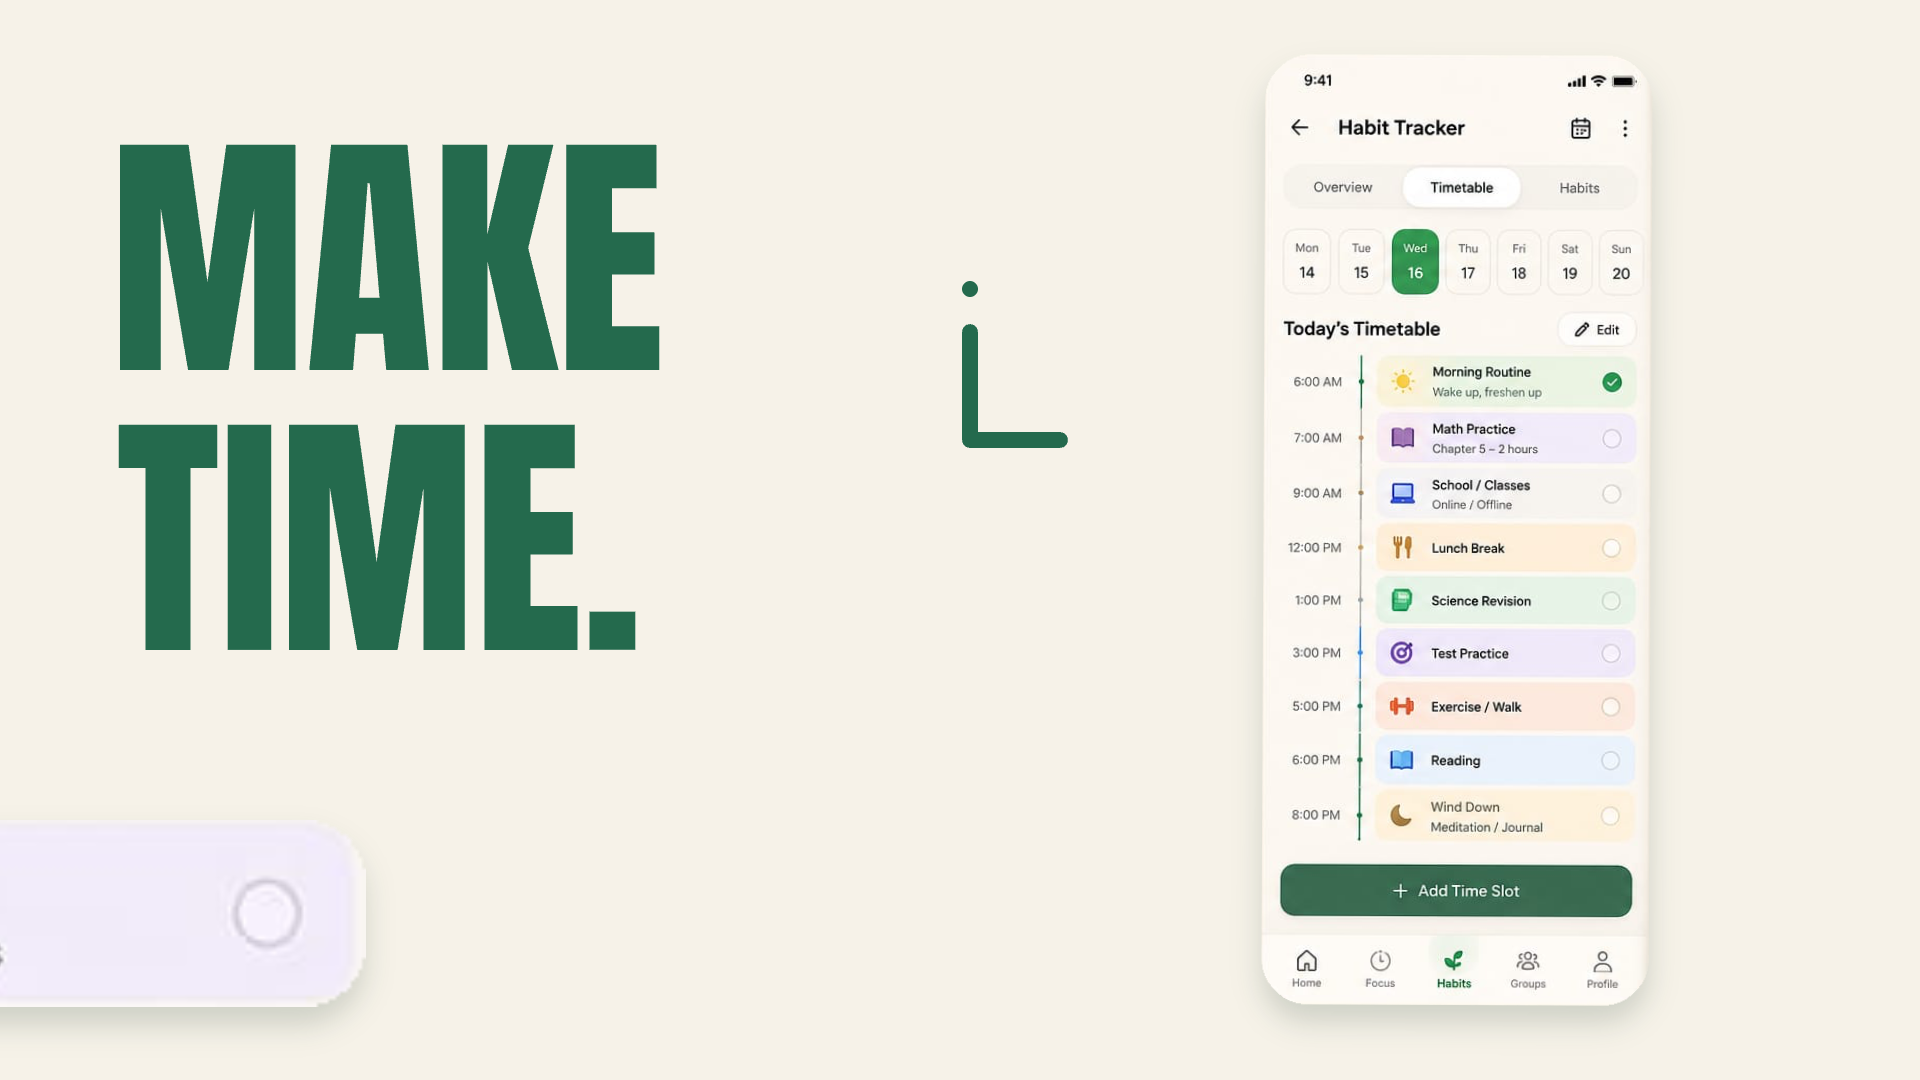 MAKE
TIME.
9:41
Habit Tracker
Overview
Timetable
Habits
Mon
14
Tue
15
Wed
16
Thu
17
Fri
18
Sat
19
Sun
20
Today’s Timetable
Edit
6:00 AM
Morning Routine
Wake up, freshen up
7:00 AM
Math Practice
Chapter 5 – 2 hours
9:00 AM
School / Classes
Online / Offline
12:00 PM
Lunch Break
1:00 PM
Science Revision
3:00 PM
Test Practice
5:00 PM
Exercise / Walk
6:00 PM
Reading
8:00 PM
Wind Down
Meditation / Journal
+ Add Time Slot
Home
Focus
Habits
Groups
Profile